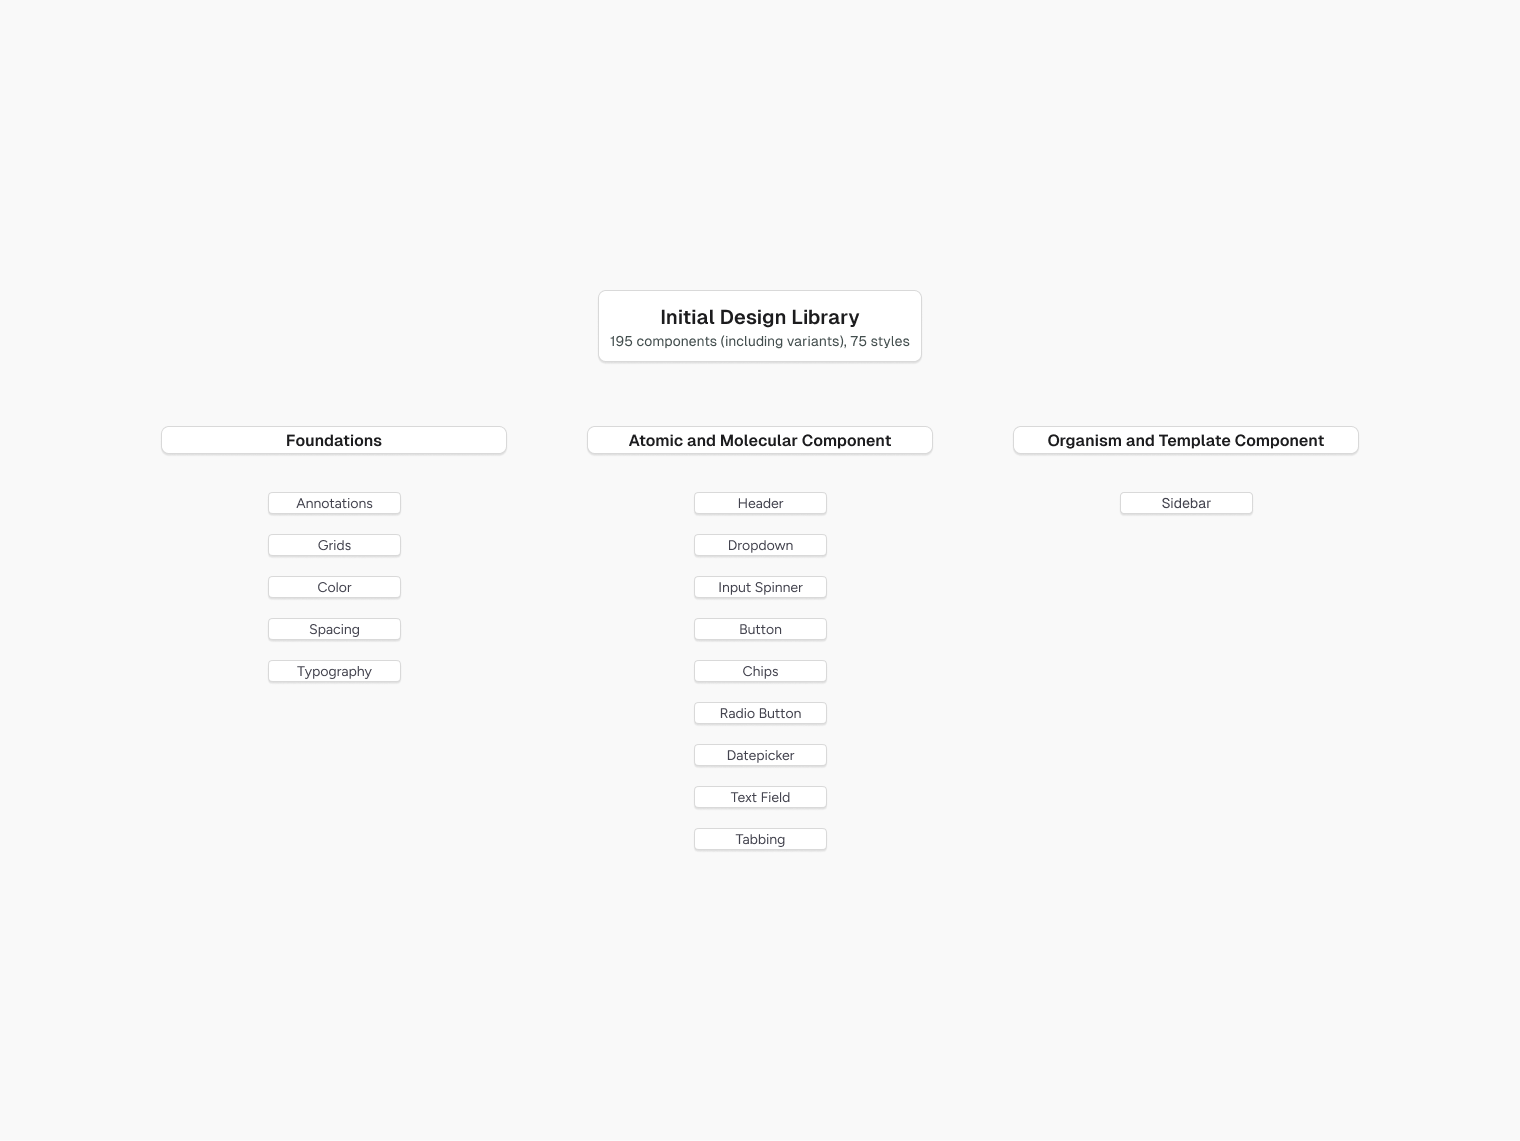 Initial Design Library
195 components (including variants), 75 styles
Foundations
Annotations
Grids
Color
Spacing
Typography
Atomic and Molecular Component
Header
Dropdown
Input Spinner
Button
Chips
Radio Button
Datepicker
Text Field
Tabbing
Organism and Template Component
Sidebar